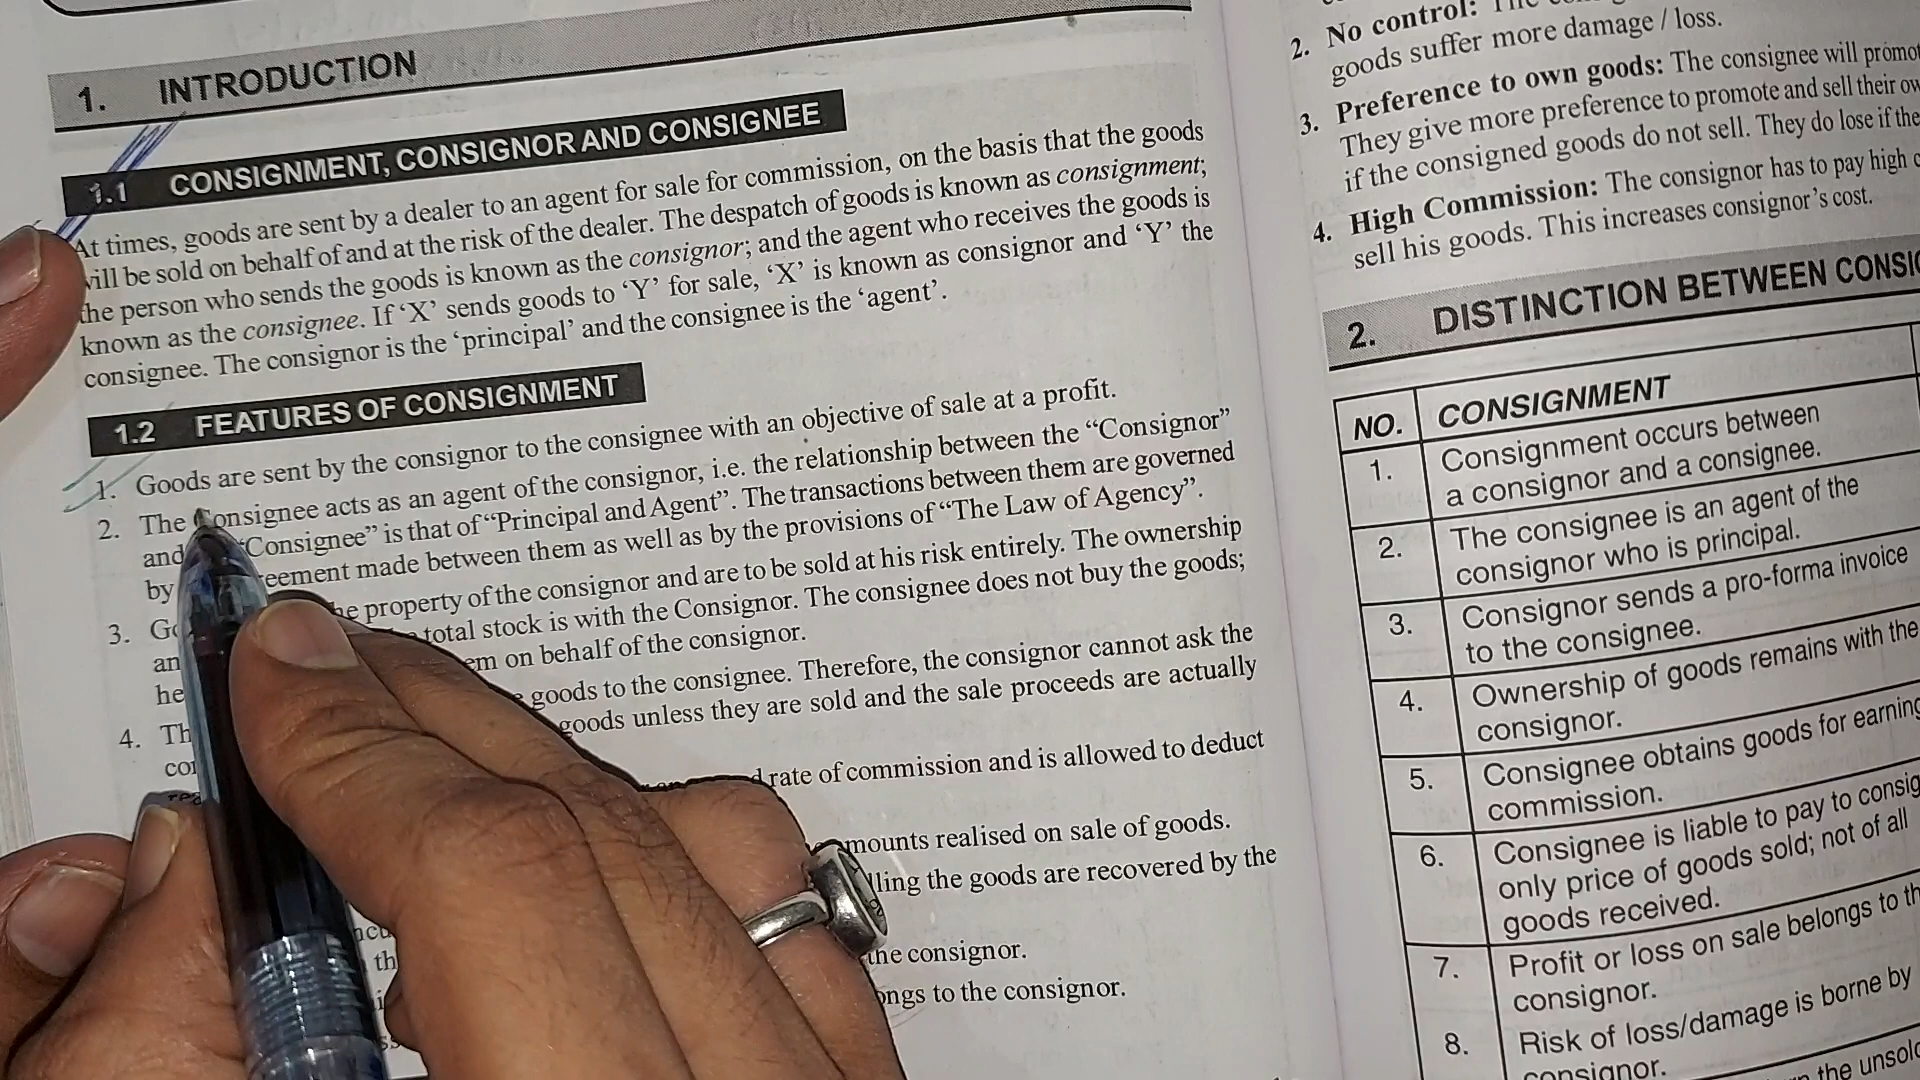 1. INTRODUCTION
1.1 CONSIGNMENT, CONSIGNOR AND CONSIGNEE
At times, goods are sent by a dealer to an agent for sale for commission, on the basis that the goods
will be sold on behalf of and at the risk of the dealer. The despatch of goods is known as consignment;
the person who sends the goods is known as the consignor; and the agent who receives the goods is
known as the consignee. If ‘X’ sends goods to ‘Y’ for sale, ‘X’ is known as consignor and ‘Y’ the
consignee. The consignor is the ‘principal’ and the consignee is the ‘agent’.
1.2 FEATURES OF CONSIGNMENT
1. Goods are sent by the consignor to the consignee with an objective of sale at a profit.
2. The Consignee acts as an agent of the consignor, i.e. the relationship between the “Consignor”
and “Consignee” is that of “Principal and Agent”. The transactions between them are governed
by made between them as well as by the provisions of “The Law of Agency”.
3. property of the consignor and are to be sold at his risk entirely. The ownership
total stock is with the Consignor. The consignee does not buy the goods;
he on behalf of the consignor.
4. goods to the consignee. Therefore, the consignor cannot ask the
goods unless they are sold and the sale proceeds are actually
rate of commission and is allowed to deduct
realised on sale of goods.
the goods are recovered by the
the consignor.
to the consignor.
2. No control:
goods suffer more damage / loss.
3. Preference to own goods: The consignee will
They give more preference to promote and sell their
if the consigned goods do not sell. They do lose if the
4. High Commission: The consignor has to pay high
sell his goods. This increases consignor’s cost.
2. DISTINCTION BETWEEN
NO. CONSIGNMENT
1. Consignment occurs between
a consignor and a consignee.
2. The consignee is an agent of the
consignor who is principal.
3. Consignor sends a pro-forma invoice
to the consignee.
4. Ownership of goods remains with the
consignor.
5. Consignee obtains goods for earning
commission.
6. Consignee is liable to pay to
only price of goods sold; not of all
goods received.
7. Profit or loss on sale belongs to
consignor.
8. Risk of loss/damage is borne by
consignor.
the